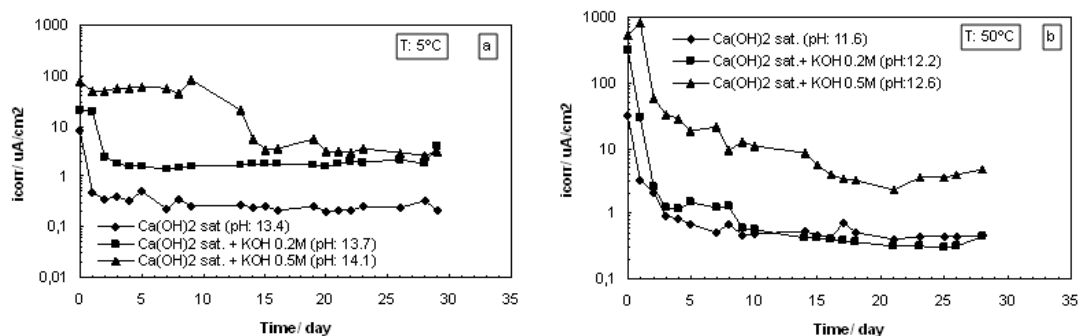 1000
100
10
1
0,1
0,01
icorr/ uA/cm2
T: 5ºC
a
Ca(OH)2 sat (pH: 13.4)
Ca(OH)2 sat. + KOH 0.2M (pH: 13.7)
Ca(OH)2 sat. + KOH 0.5M (pH: 14.1)
0 5 10 15 20 25 30 35
Time/ day
1000
100
10
1
0,1
icorr/ uA/cm2
Ca(OH)2 sat. (pH: 11.6)
Ca(OH)2 sat.+ KOH 0.2M (pH:12.2)
Ca(OH)2 sat.+ KOH 0.5M (pH:12.6)
T: 50ºC
b
0 5 10 15 20 25 30 35
Time/ day